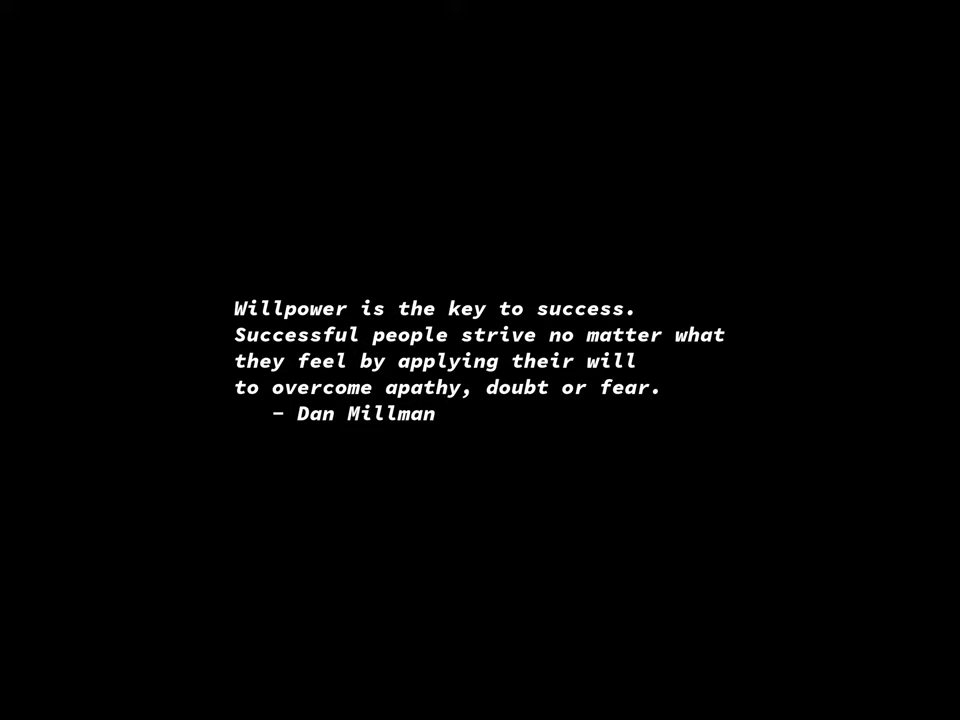 Willpower is the key to success.
Successful people strive no matter what
they feel by applying their will
to overcome apathy, doubt or fear.
– Dan Millman